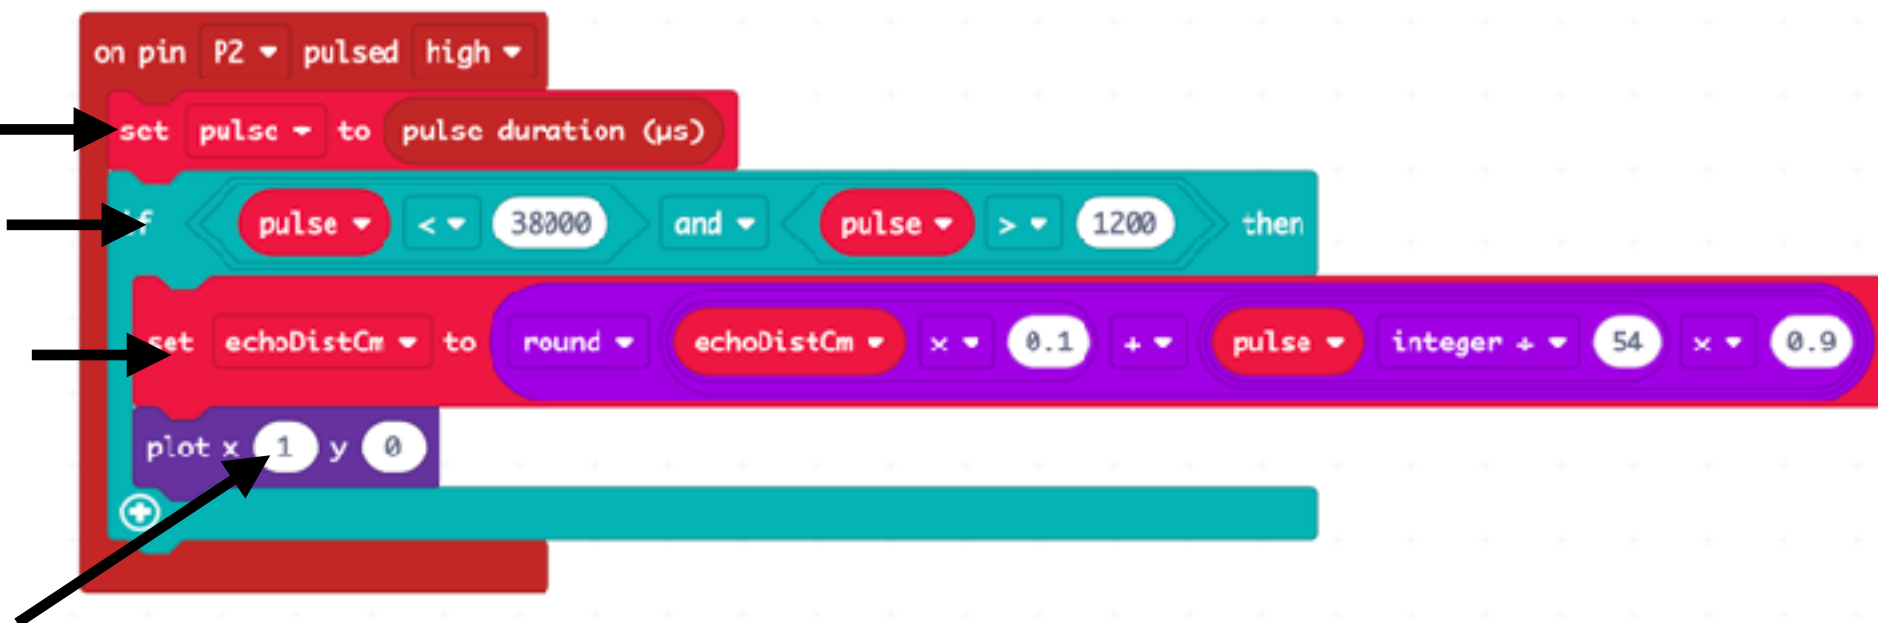 on pin P2 pulsed high
set pulse to pulse duration (µs)
if pulse < 38000 and pulse > 1200 then
set echoDistCm to round echoDistCm × 0.1 + pulse integer ÷ 54 × 0.9
plot x 1 y 0